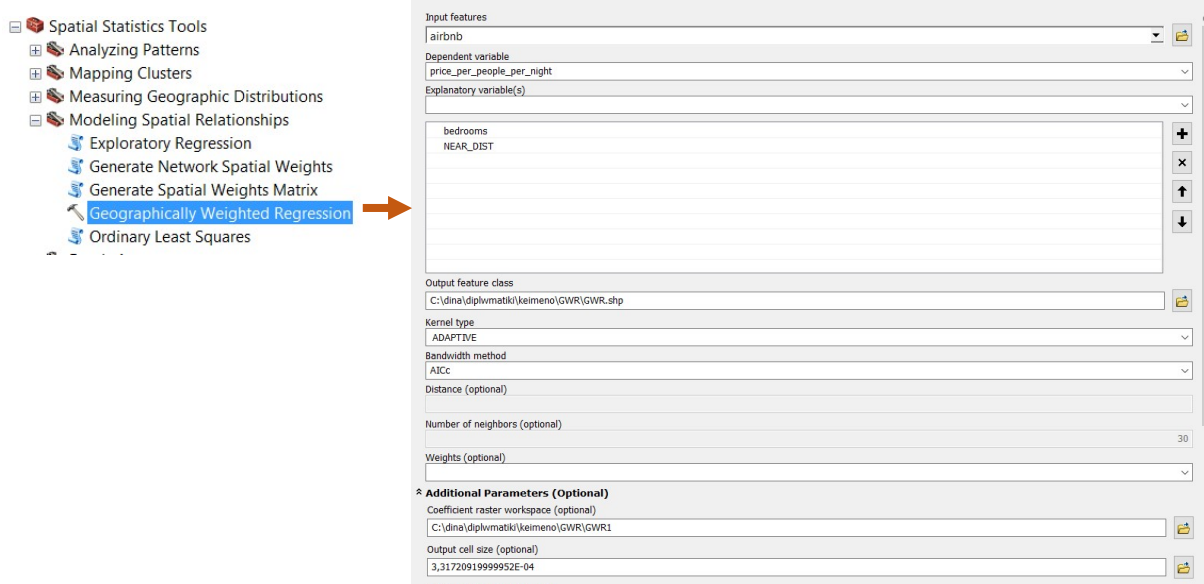 Spatial Statistics Tools
Analyzing Patterns
Mapping Clusters
Measuring Geographic Distributions
Modeling Spatial Relationships
Exploratory Regression
Generate Network Spatial Weights
Generate Spatial Weights Matrix
Geographically Weighted Regression
Ordinary Least Squares
Input features
airbnb
Dependent variable
price_per_people_per_night
Explanatory variable(s)
bedrooms
NEAR_DIST
Output feature class
C:\dina\diplwmatiki\keimeno\GWR\GWR.shp
Kernel type
ADAPTIVE
Bandwidth method
AICc
Distance (optional)
Number of neighbors (optional)
30
Weights (optional)
Additional Parameters (Optional)
Coefficient raster workspace (optional)
C:\dina\diplwmatiki\keimeno\GWR\GWR1
Output cell size (optional)
3,31720919999952E-04